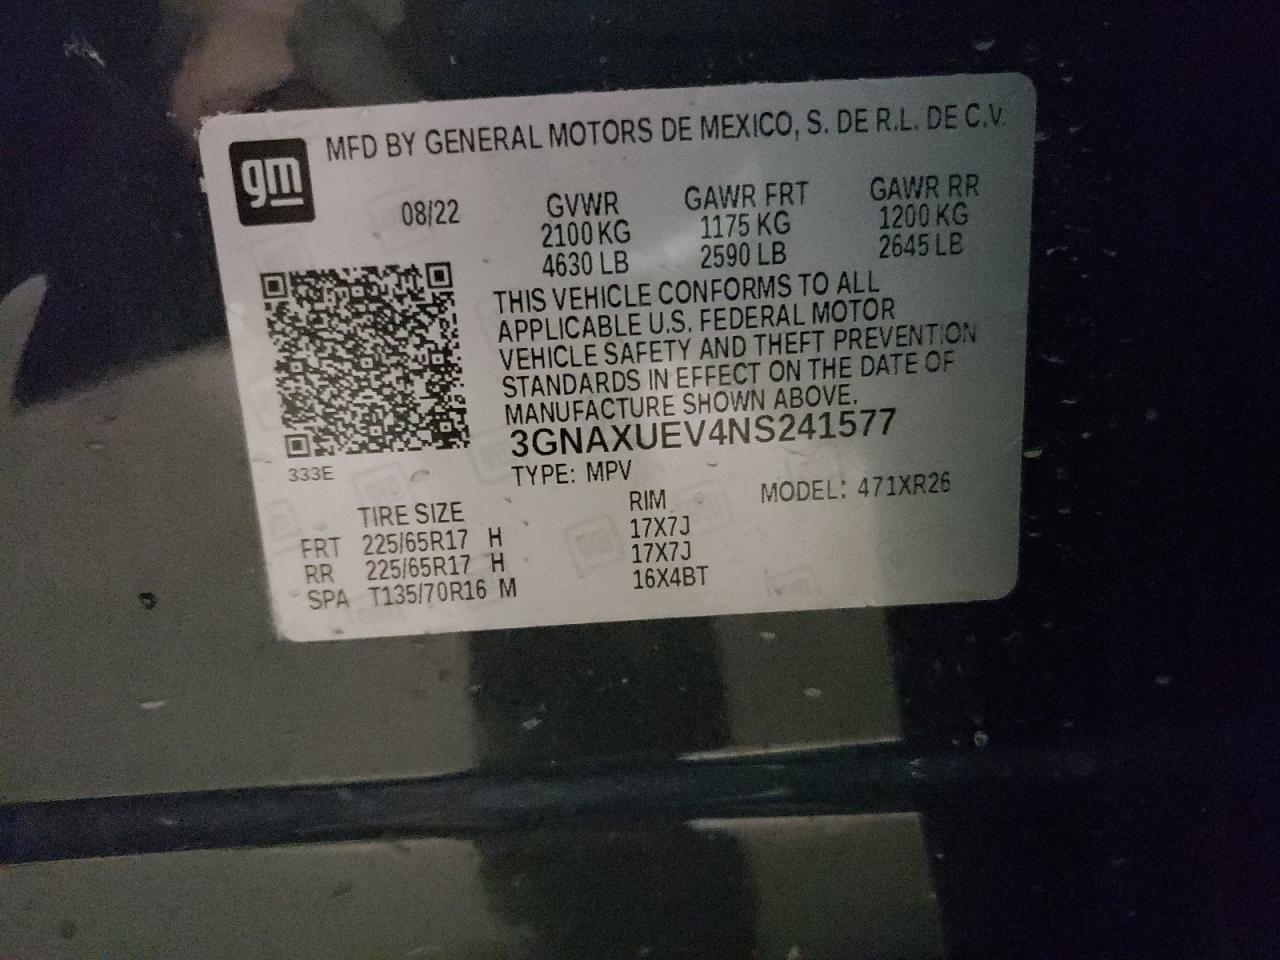 gm
MFD BY GENERAL MOTORS DE MEXICO, S. DE R.L. DE C.V.
08/22 GVWR GAWR FRT GAWR RR
2100 KG 1175 KG 1200 KG
4630 LB 2590 LB 2645 LB
THIS VEHICLE CONFORMS TO ALL
APPLICABLE U.S. FEDERAL MOTOR
VEHICLE SAFETY AND THEFT PREVENTION
STANDARDS IN EFFECT ON THE DATE OF
MANUFACTURE SHOWN ABOVE.
3GNAXUEV4NS241577
333E
TYPE: MPV
MODEL: 471XR26
TIRE SIZE RIM
FRT 225/65R17 H 17X7J
RR 225/65R17 H 17X7J
SPA T135/70R16 M 16X4BT